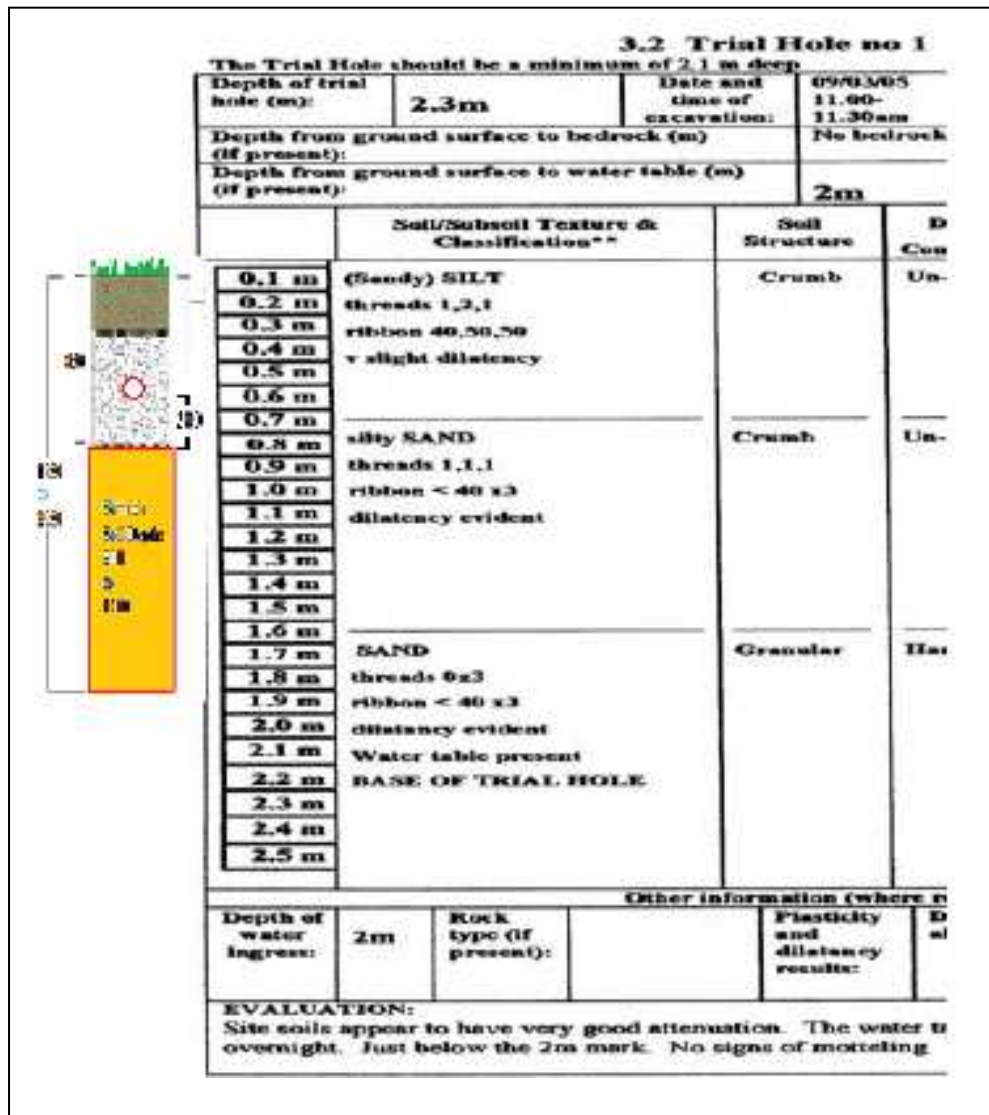 3.2 Trial Hole no 1
The Trial Hole should be a minimum of 2.1 m deep
Depth of trial hole (m):
2.3m
Date and time of excavation:
09/03/05
11.00-
11.30am
Depth from ground surface to bedrock (m)
(if present):
No bedrock
Depth from ground surface to water table (m)
(if present):
2m
Soil/Subsoil Texture &
Classification**
Soil
Structure
0.1 m
0.2 m
0.3 m
0.4 m
0.5 m
0.6 m
0.7 m
0.8 m
0.9 m
1.0 m
1.1 m
1.2 m
1.3 m
1.4 m
1.5 m
1.6 m
1.7 m
1.8 m
1.9 m
2.0 m
2.1 m
2.2 m
2.3 m
2.4 m
2.5 m
(Sandy) SILT
threads 1,2,1
ribbon 40,50,50
v slight dilatency
Crumb
Un-
silty SAND
threads 1,1,1
ribbon < 40 x3
dilatency evident
Crumb
Un-
SAND
threads 0x3
ribbon < 40 x3
dilatancy evident
Water table present
BASE OF TRIAL HOLE
Granular
Other information (where
Depth of
water
ingress:
2m
Rock
type (if
present):
Plasticity
and
dilatancy
results:
EVALUATION:
Site soils appear to have very good attenuation. The water
overnight. Just below the 2m mark. No signs of motteling